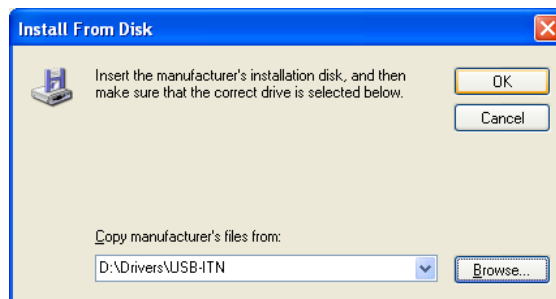 Install From Disk
Insert the manufacturer's installation disk, and then
make sure that the correct drive is selected below.
OK
Cancel
Copy manufacturer's files from:
D:\Drivers\USB-ITN
Browse...